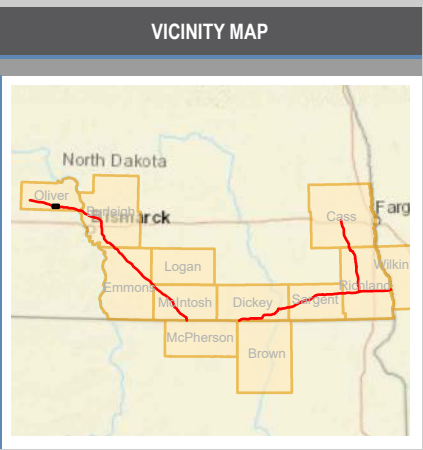 VICINITY MAP
North Dakota
Oliver
Burleigh
Bismarck
Cass
Farg
Logan
Wilkin
Emmons
McIntosh
Dickey
Sargent
Richland
McPherson
Brown